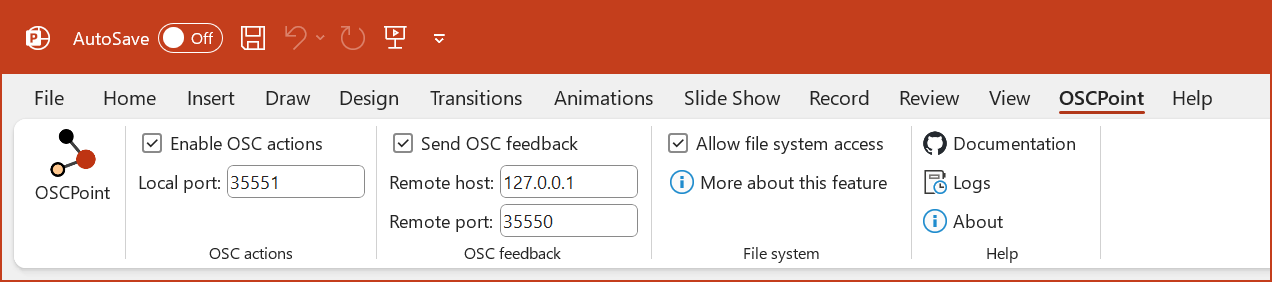 AutoSave Off
File Home Insert Draw Design Transitions Animations Slide Show Record Review View OSCPoint Help
OSCPoint
Enable OSC actions
Local port: 35551
OSC actions
Send OSC feedback
Remote host: 127.0.0.1
Remote port: 35550
OSC feedback
Allow file system access
More about this feature
File system
Documentation
Logs
About
Help